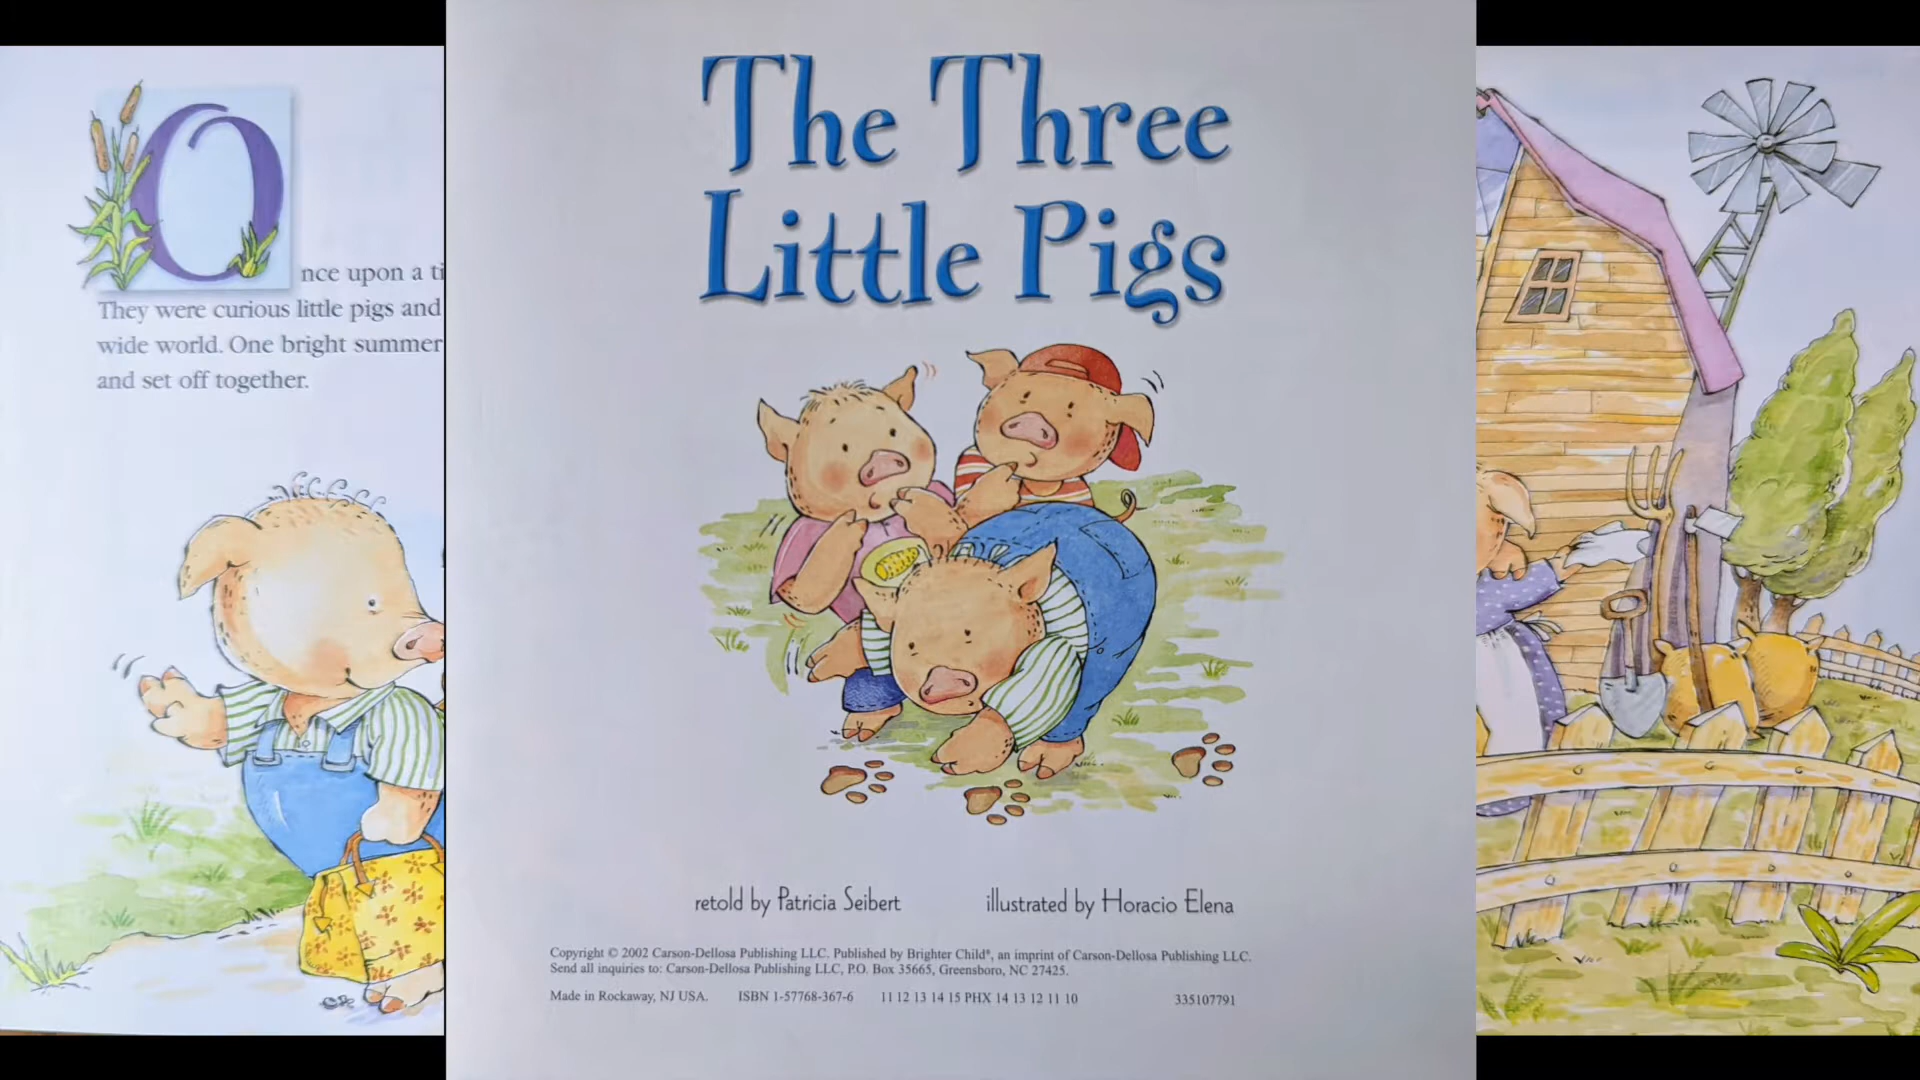 Once upon a ti
They were curious little pigs and
wide world. One bright summer
and set off together.
The Three
Little Pigs
retold by Patricia Seibert illustrated by Horacio Elena
Copyright © 2002 Carson-Dellosa Publishing LLC. Published by Brighter Child®, an imprint of Carson-Dellosa Publishing LLC.
Send all inquiries to: Carson-Dellosa Publishing LLC, P.O. Box 35665, Greensboro, NC 27425.
Made in Rockaway, NJ USA. ISBN 1-57768-367-6 11 12 13 14 15 PHX 14 13 12 11 10 335107791